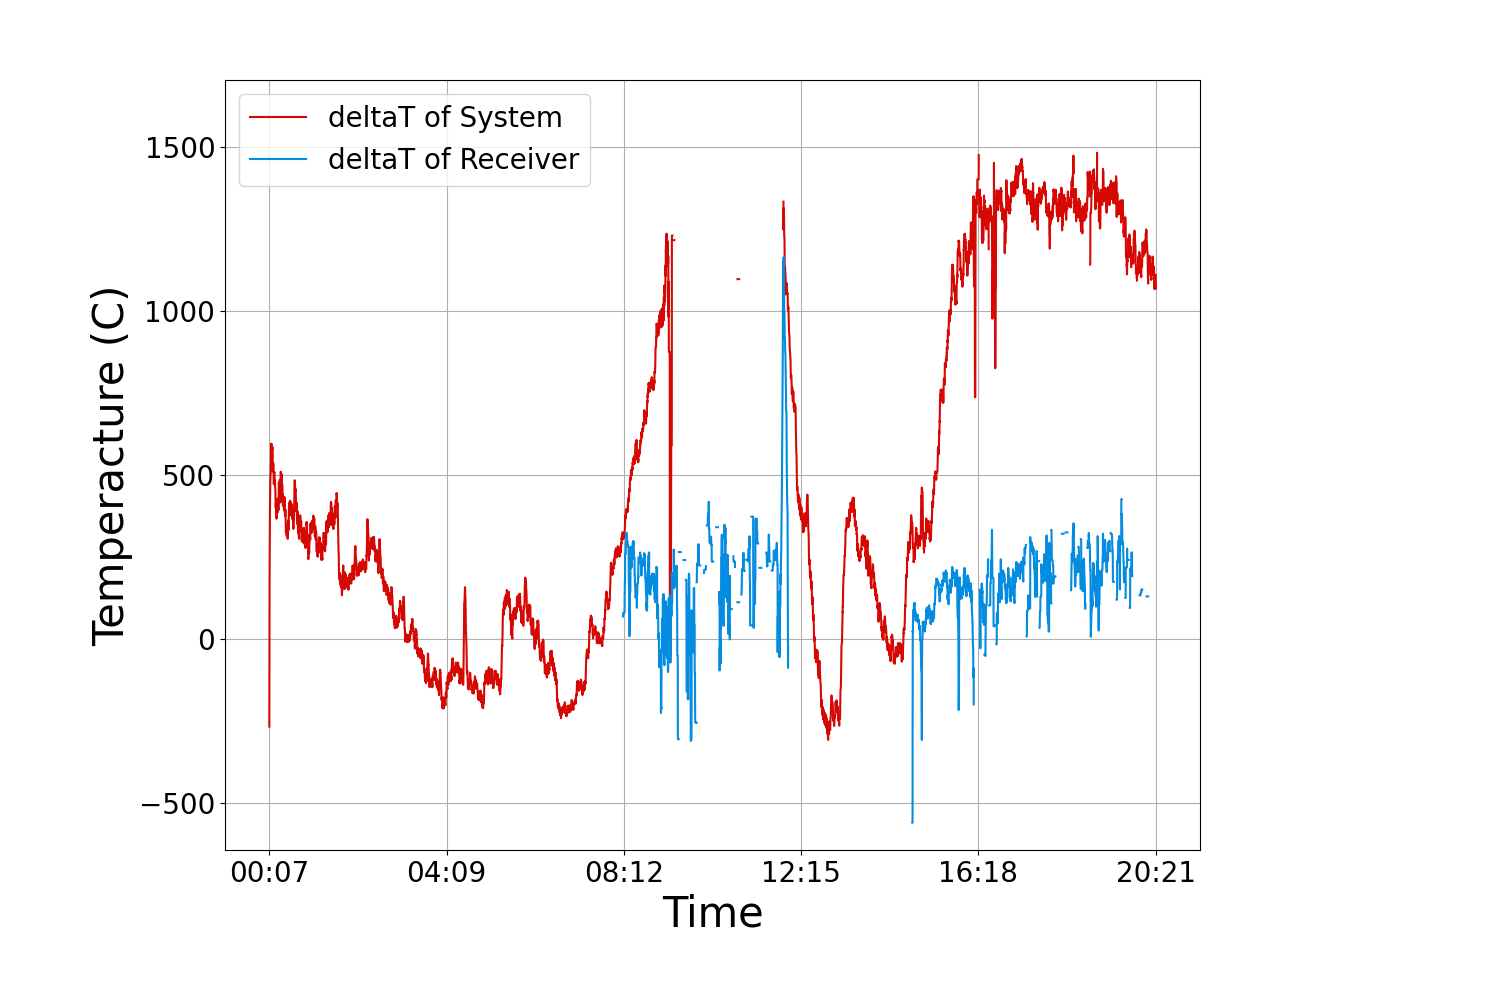 deltaT of System
deltaT of Receiver
Temperacture (C)
1500
1000
500
0
−500
00:07 04:09 08:12 12:15 16:18 20:21
Time